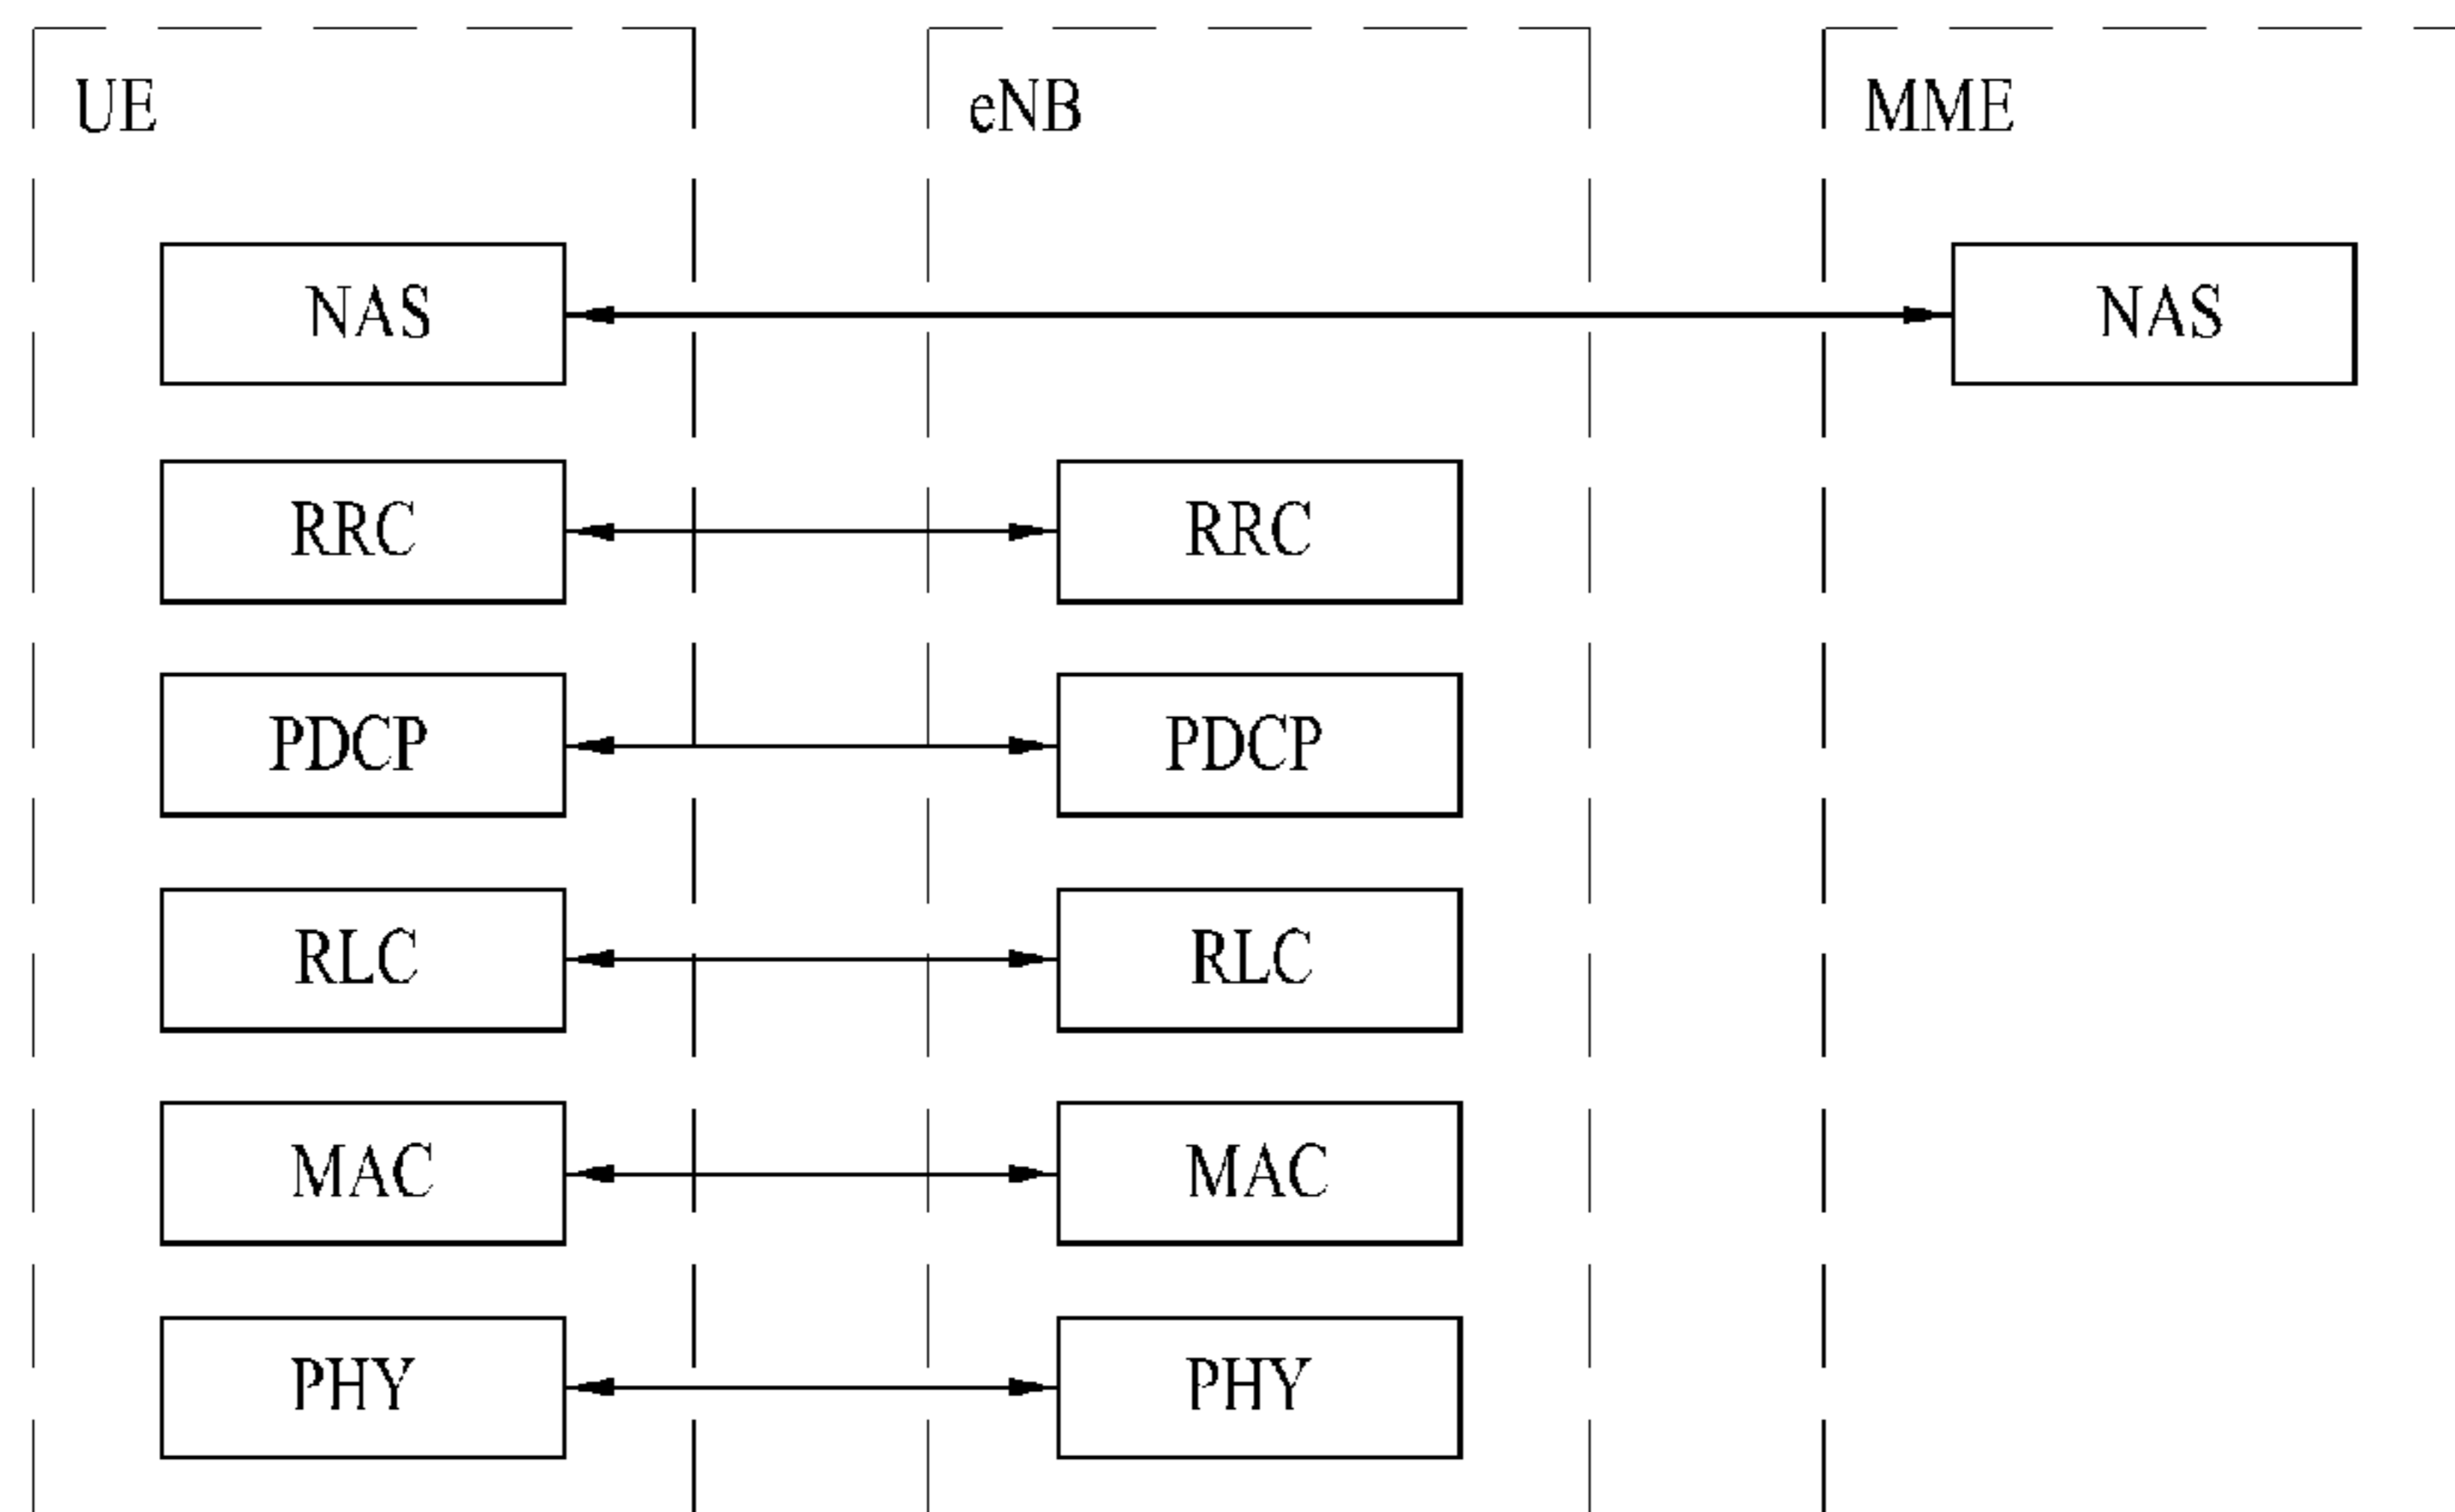 UE eNB MME
NAS NAS
RRC RRC
PDCP PDCP
RLC RLC
MAC MAC
PHY PHY